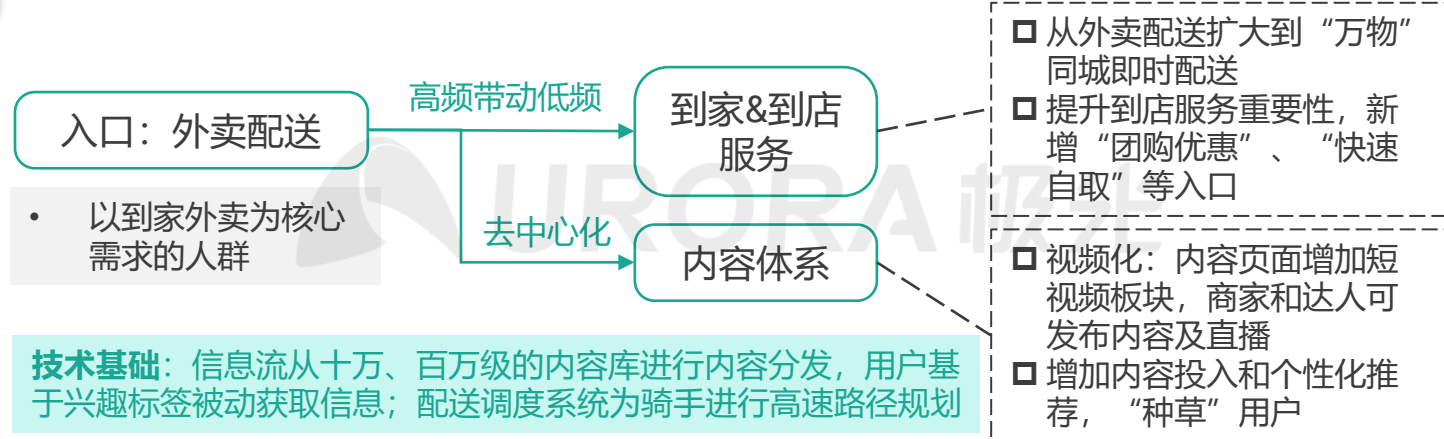 入口：外卖配送
• 以到家外卖为核心
需求的人群
高频带动低频
去中心化
到家&到店
服务
内容体系
从外卖配送扩大到“万物”
同城即时配送
提升到店服务重要性，新
增“团购优惠”、“快速
自取”等入口
视频化：内容页面增加短
视频板块，商家和达人可
发布内容及直播
增加内容投入和个性化推
荐，“种草”用户
技术基础：信息流从十万、百万级的内容库进行内容分发，用户基
于兴趣标签被动获取信息；配送调度系统为骑手进行高速路径规划
URORA极光